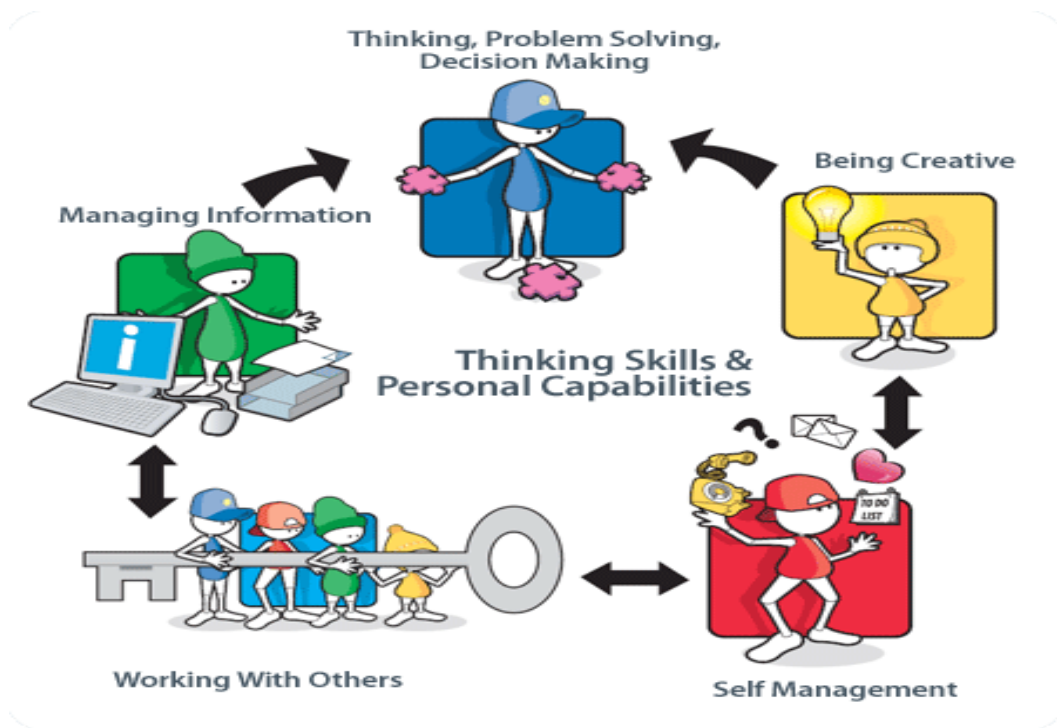 Thinking, Problem Solving,
Decision Making
Being Creative
Managing Information
i
Thinking Skills &
Personal Capabilities
?
TO DO
LIST
Working With Others
Self Management